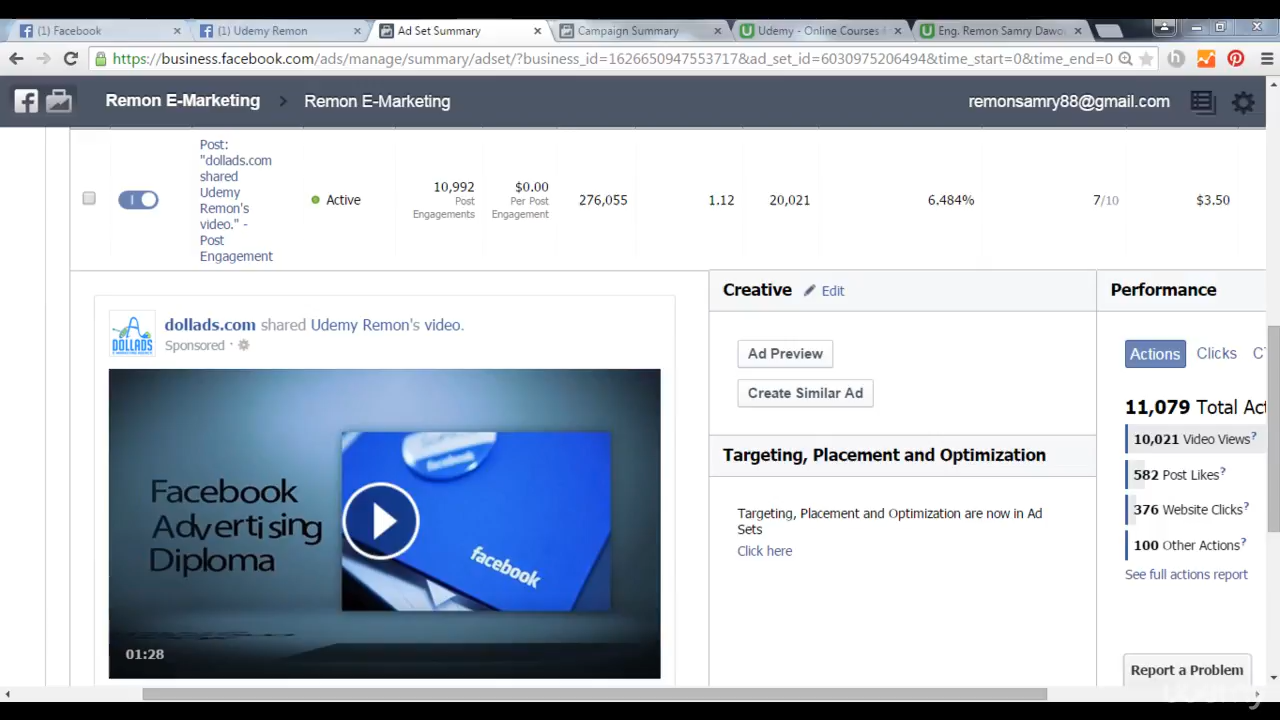 (1) Facebook
(1) Udemy Remon
Ad Set Summary
Campaign Summary
Udemy - Online Courses
Eng. Remon Samry Dawo
https://business.facebook.com/ads/manage/summary/adset/?business_id=1626650947553717&ad_set_id=6030975206494&time_start=0&time_end=0
Remon E-Marketing
Remon E-Marketing
remonsamry88@gmail.com
Post:
"dollads.com
shared
Udemy
Remon's
video." -
Post
Engagement
Active
10,992
Post
Engagements
$0.00
Per Post
Engagement
276,055
1.12
20,021
6.484%
7/10
$3.50
dollads.com shared Udemy Remon's video.
Sponsored ·
DOLLADS
Facebook
Advertising
Diploma
facebook
facebook
01:28
Creative
Edit
Ad Preview
Create Similar Ad
Targeting, Placement and Optimization
Targeting, Placement and Optimization are now in Ad
Sets
Click here
Performance
Actions
Clicks
C
11,079 Total Act
10,021 Video Views?
582 Post Likes?
376 Website Clicks?
100 Other Actions?
See full actions report
Report a Problem